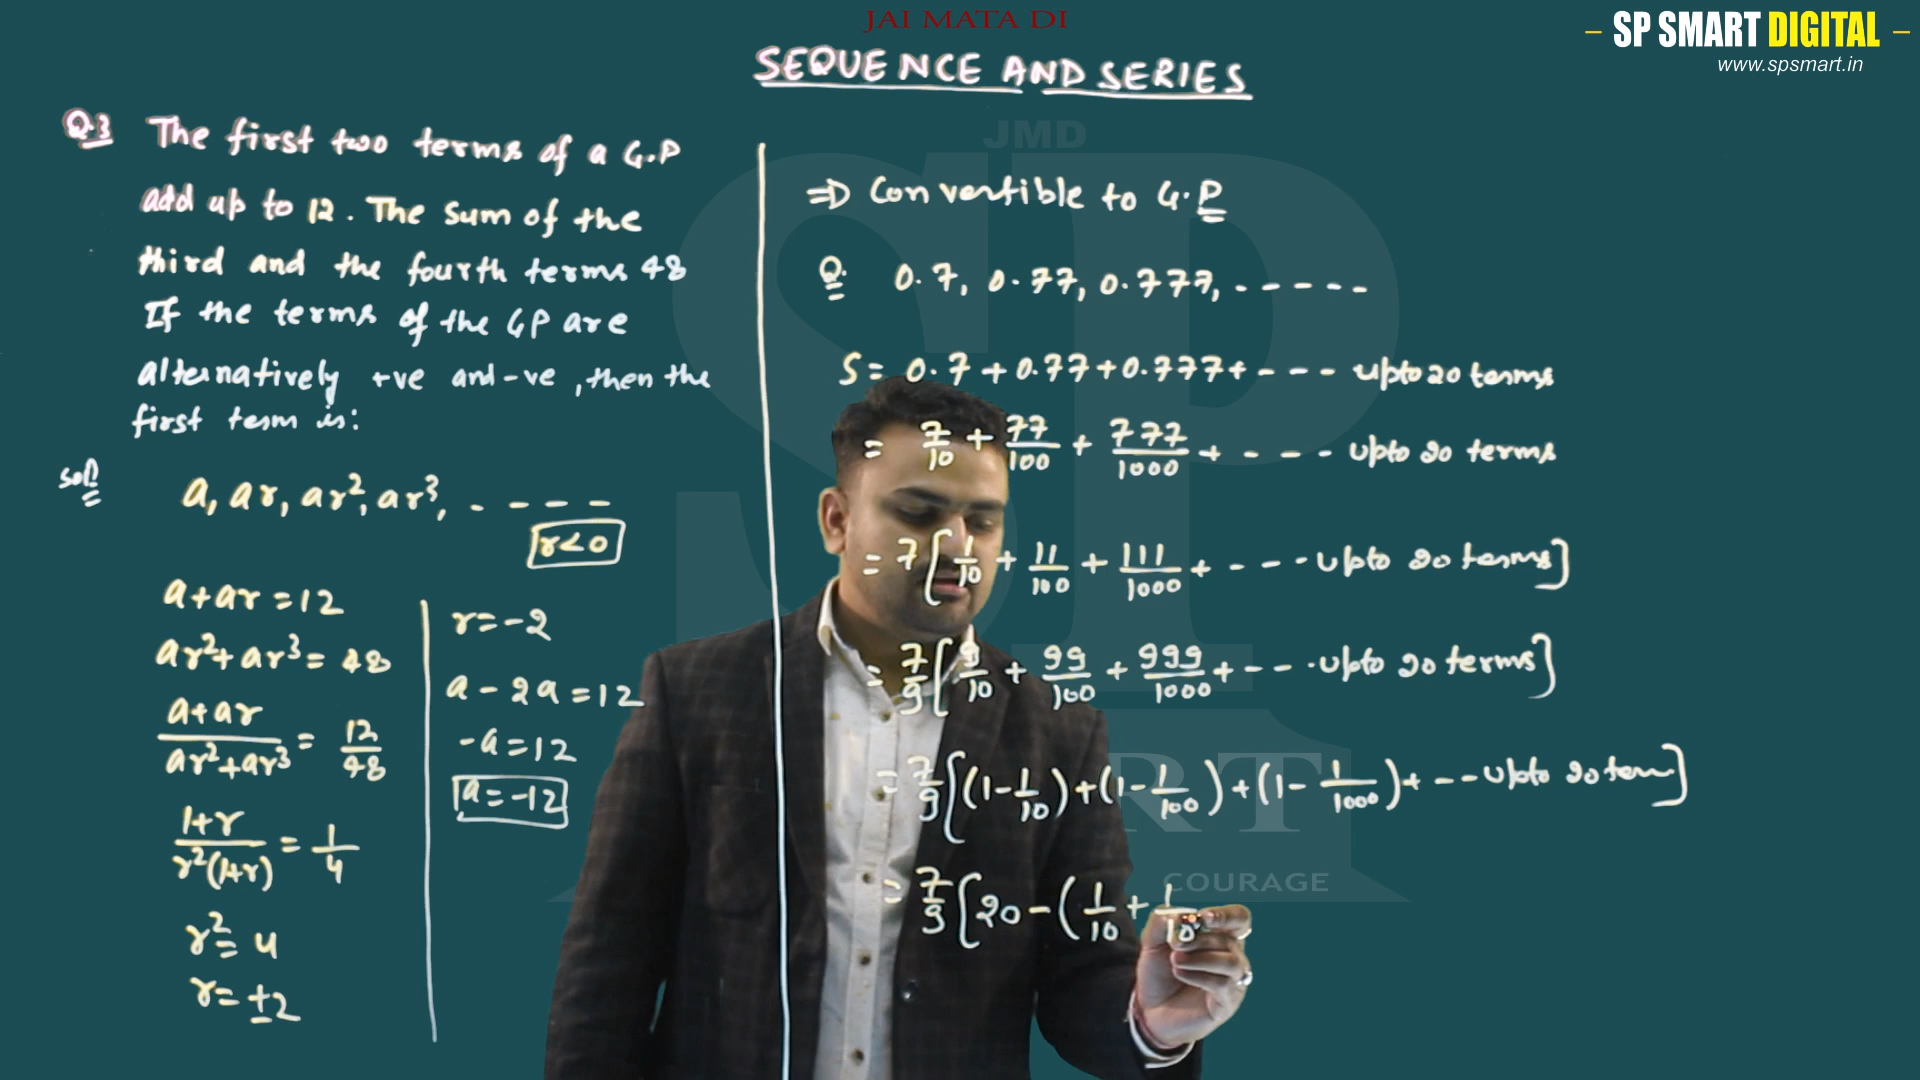 JAI MATA DI
SP SMART DIGITAL
www.spsmart.in
SEQUENCE AND SERIES
Q.3 The first two terms of a G.P
add up to 12. The sum of the
third and the fourth terms 48
If the terms of the GP are
alternatively +ve and -ve, then the
first term is:
Solⁿ
a, ar, ar², ar³, - - - -
r<0
a+ar=12
ar²+ar³=48
a+ar/ar²+ar³ = 12/48
1+r/r²(1+r) = 1/4
r²=4
r=±2
r=-2
a-2a=12
-a=12
a=-12
JMD
⇒ Convertible to G.P
Q. 0.7, 0.77, 0.777, - - - - -
S= 0.7+0.77+0.777+ - - - upto 20 terms
= 7/10 + 77/100 + 777/1000 + - - - - upto 20 terms
= 7[1/10 + 11/100 + 111/1000 + - - - - upto 20 terms]
= 7/9[9/10 + 99/100 + 999/1000 + - - - . upto 20 terms]
= 7/9[(1-1/10)+(1-1/100)+(1-1/1000)+ - - - upto 20 term]
= 7/9[20-(1/10+1/10
RT
COURAGE